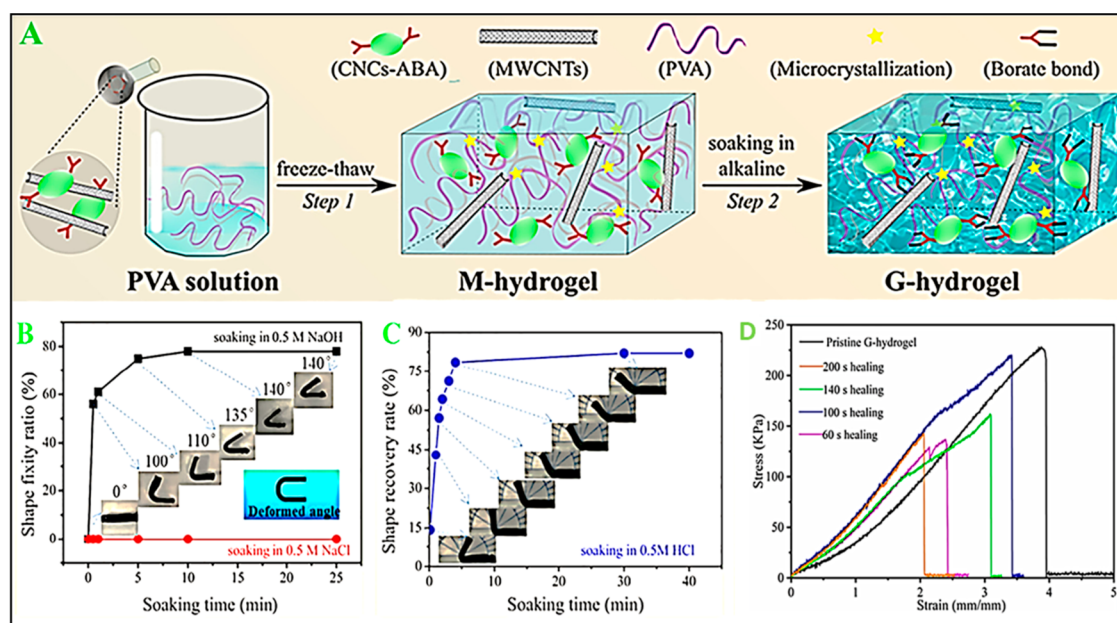 A
(CNCs-ABA)
(MWCNTs)
(PVA)
(Microcrystallization)
(Borate bond)
freeze-thaw
Step 1
soaking in
alkaline
Step 2
PVA solution
M-hydrogel
G-hydrogel
B
Shape fixity ratio (%)
80
60
40
20
0
soaking in 0.5 M NaOH
140°
140°
135°
110°
100°
0°
Deformed angle
soaking in 0.5 M NaCl
0 5 10 15 20 25
Soaking time (min)
C
Shape recovery rate (%)
90
75
60
45
30
15
0
soaking in 0.5M HCl
0 10 20 30 40
Soaking time (min)
D
Stress (KPa)
250
200
150
100
50
0
Pristine G-hydrogel
200 s healing
140 s healing
100 s healing
60 s healing
0 1 2 3 4 5
Strain (mm/mm)